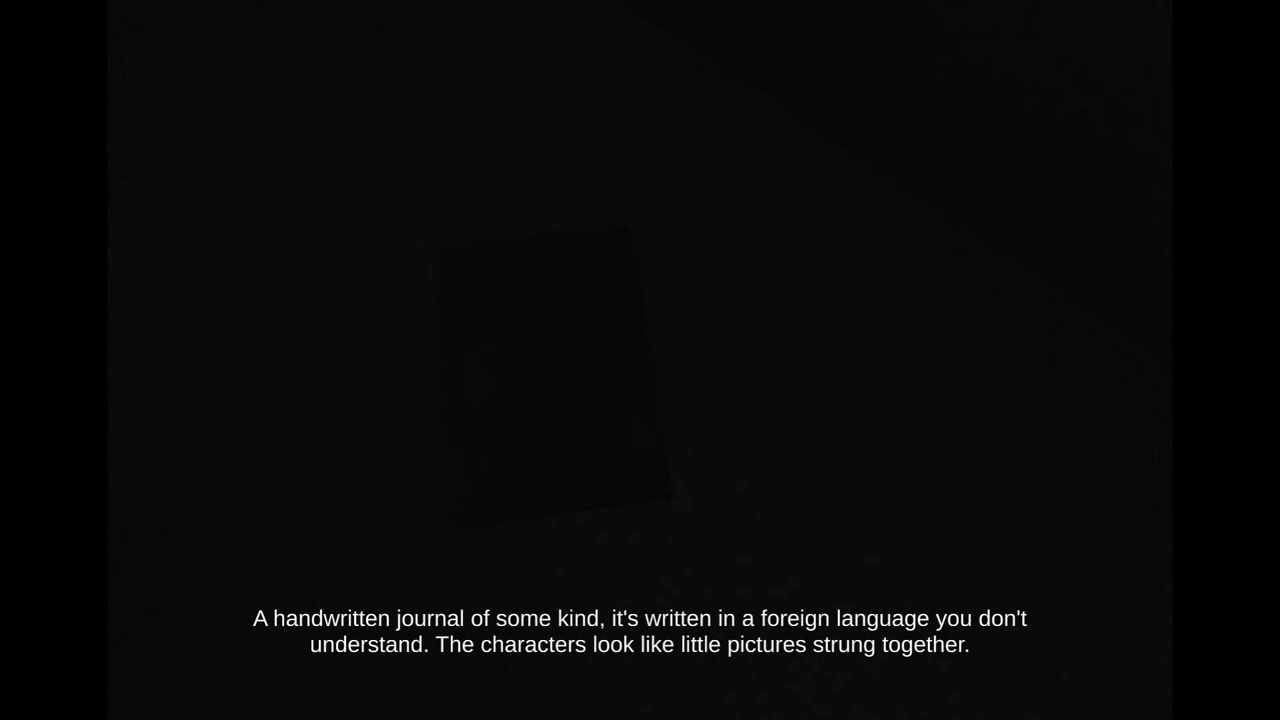 A handwritten journal of some kind, it's written in a foreign language you don't
understand. The characters look like little pictures strung together.